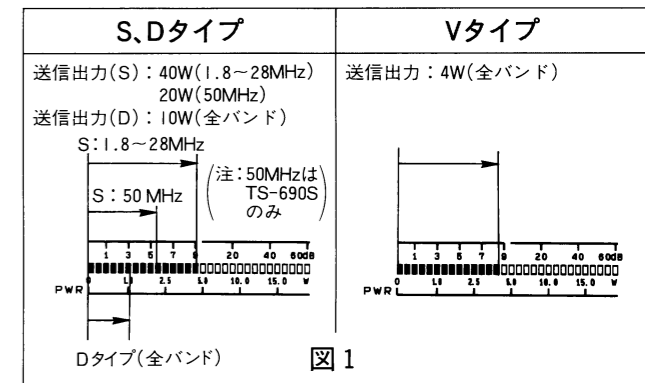 S、Dタイプ
Vタイプ
送信出力(S)：40W(1.8～28MHz)
20W(50MHz)
送信出力(D)：10W(全バンド)
S：1.8～28MHz
(注：50MHzは
TS-690S
のみ)
S：50 MHz
1 3 5 7 9 20 40 60dB
PWR 0 1.0 2.5 5.0 10.0 15.0 W
Dタイプ(全バンド)
送信出力：4W(全バンド)
1 3 5 7 9 20 40 60dB
PWR 0 1.0 2.5 5.0 10.0 15.0 W
図1